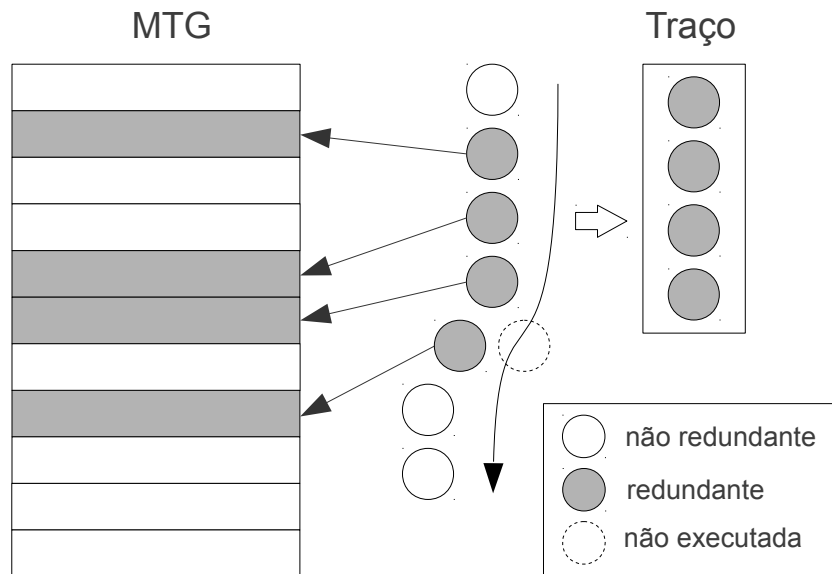 MTG
Traço
não redundante
redundante
não executada